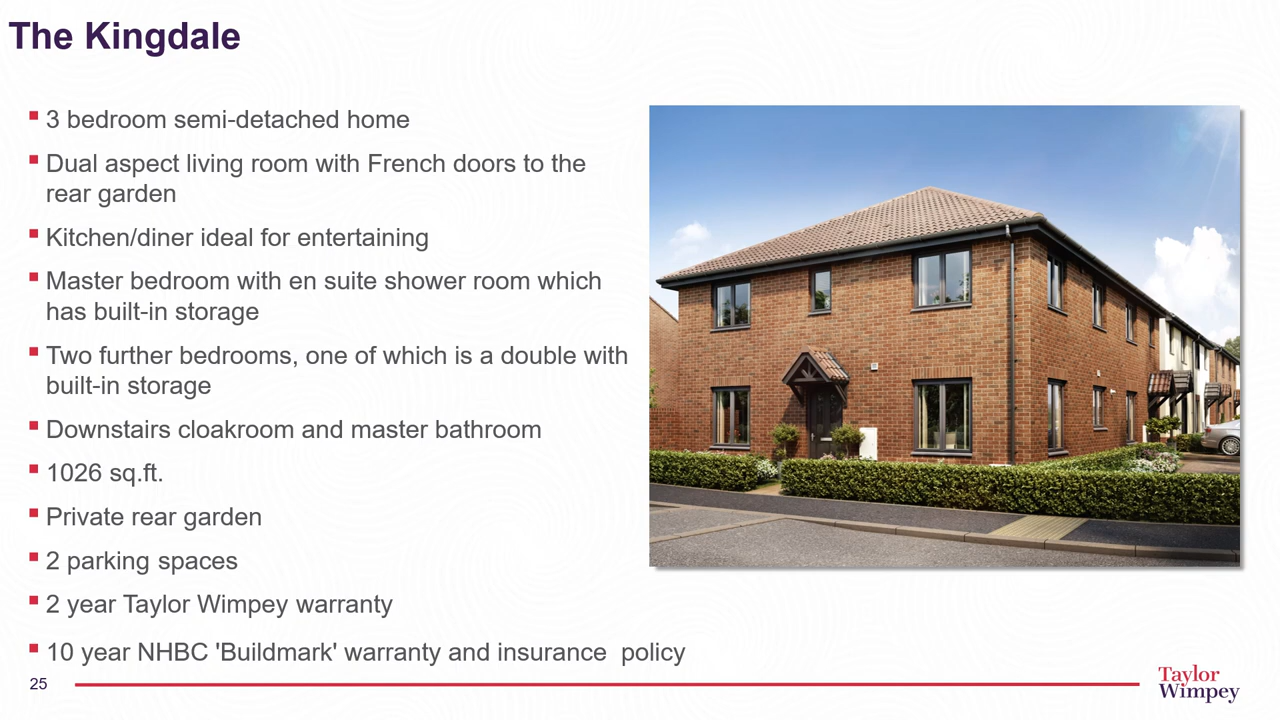 The Kingdale
3 bedroom semi-detached home
Dual aspect living room with French doors to the
rear garden
Kitchen/diner ideal for entertaining
Master bedroom with en suite shower room which
has built-in storage
Two further bedrooms, one of which is a double with
built-in storage
Downstairs cloakroom and master bathroom
1026 sq.ft.
Private rear garden
2 parking spaces
2 year Taylor Wimpey warranty
10 year NHBC 'Buildmark' warranty and insurance  policy
25
Taylor
Wimpey